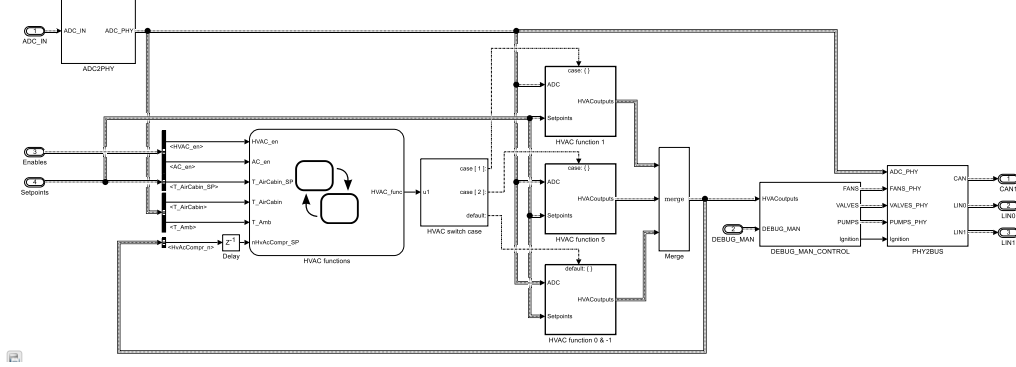 1
ADC_IN
ADC_IN
ADC_PHY
ADC2PHY
3
Enables
4
Setpoints
<HVAC_en>
<AC_en>
<T_AirCabin_SP>
<T_AirCabin>
<T_Amb>
<nHvAcCompr_n>
z-1
Delay
HVAC_en
AC_en
T_AirCabin_SP
T_AirCabin
T_Amb
nHvAcCompr_SP
HVAC_func
HVAC functions
u1
case [ 1 ]:
case [ 2 ]:
default:
HVAC switch case
case: { }
ADC
HVACoutputs
Setpoints
HVAC function 1
case: { }
ADC
HVACoutputs
Setpoints
HVAC function 5
default: { }
ADC
HVACoutputs
Setpoints
HVAC function 0 & -1
merge
Merge
2
DEBUG_MAN
HVACoutputs
DEBUG_MAN
FANS
VALVES
PUMPS
Ignition
DEBUG_MAN_CONTROL
ADC_PHY
FANS_PHY
VALVES_PHY
PUMPS_PHY
Ignition
CAN
LIN0
LIN1
PHY2BUS
1
CAN1
2
LIN0
3
LIN1